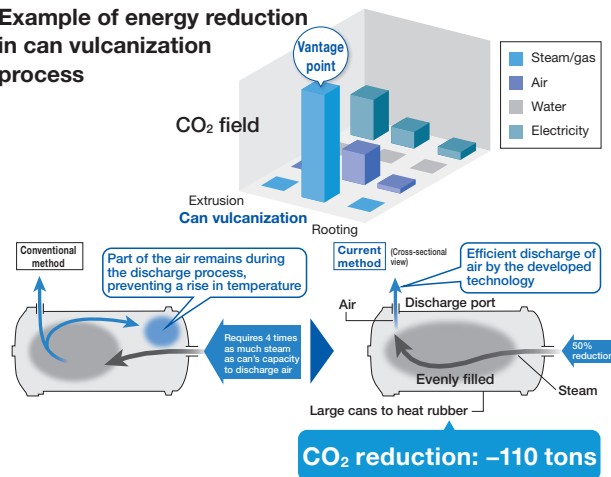 Example of energy reduction
in can vulcanization
process
Vantage
point
Steam/gas
Air
Water
Electricity
CO₂ field
Extrusion
Can vulcanization
Rooting
Conventional
method
Part of the air remains during
the discharge process,
preventing a rise in temperature
Requires 4 times
as much steam
as can's capacity
to discharge air
Current
method
(Cross-sectional
view)
Efficient discharge of
air by the developed
technology
Air
Discharge port
50%
reduction
Evenly filled
Steam
Large cans to heat rubber
CO₂ reduction: –110 tons